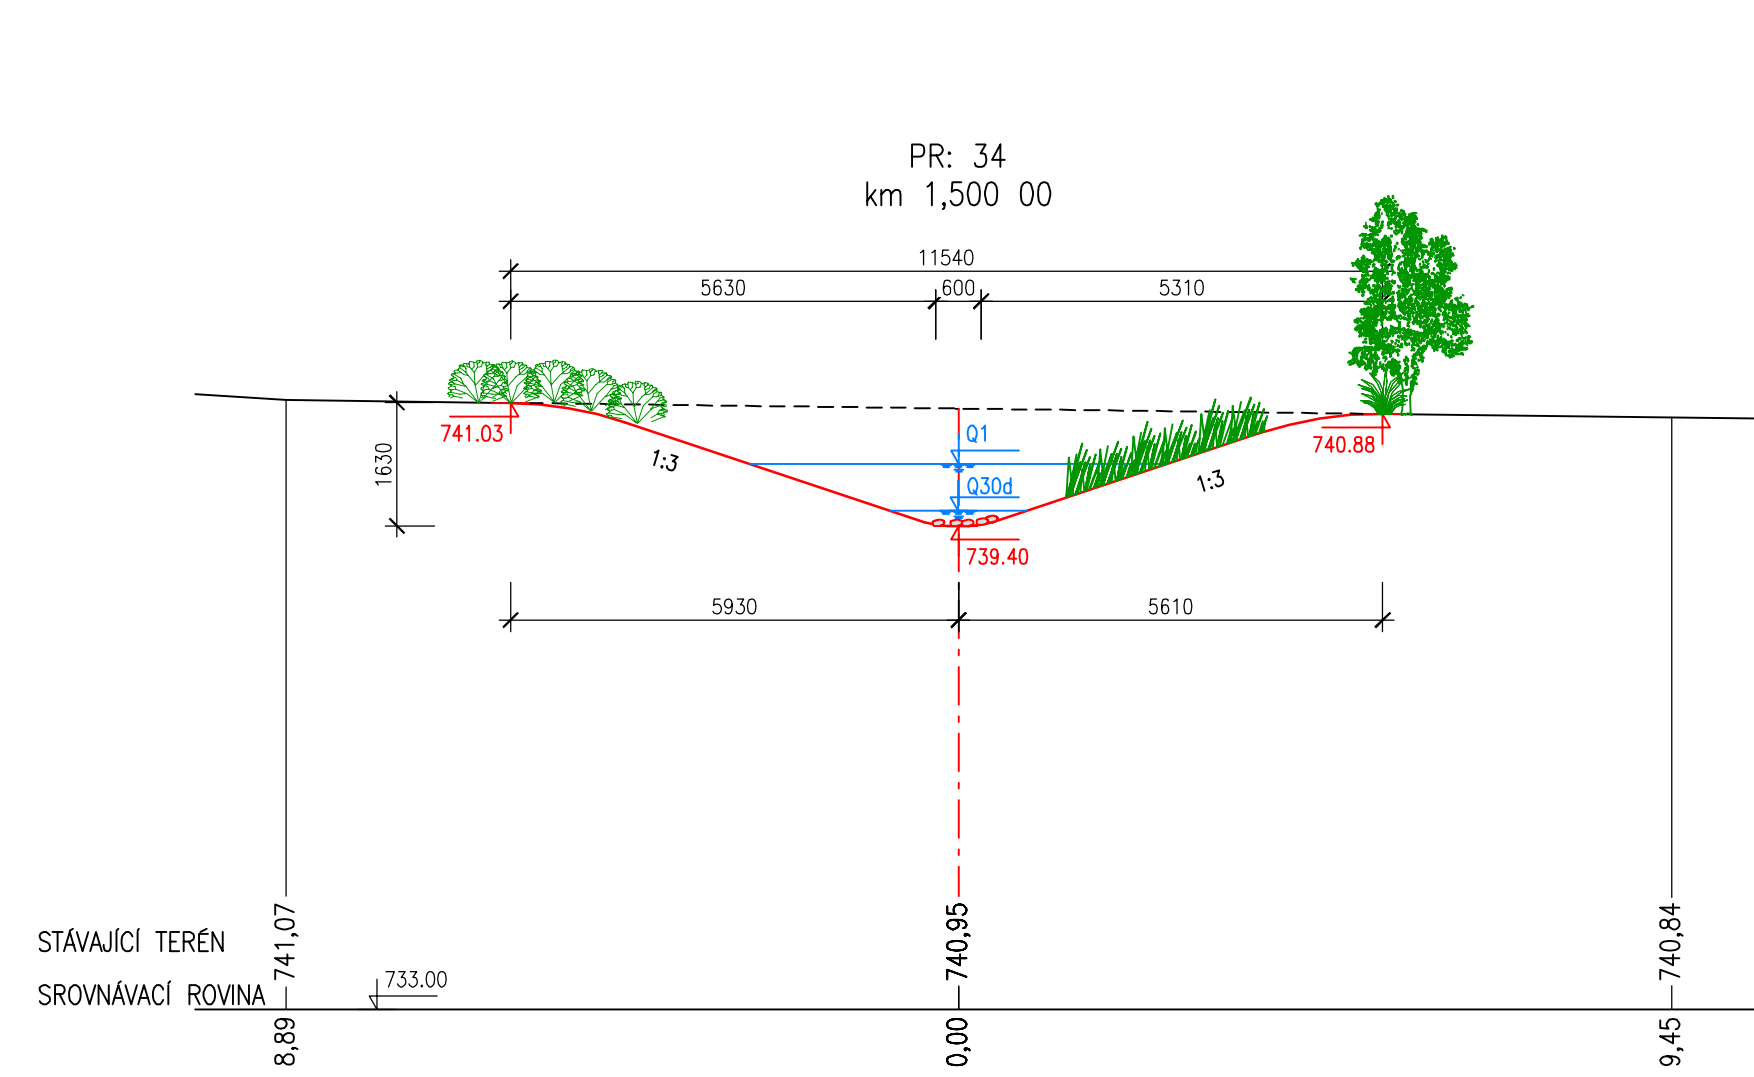 PR: 34
km 1,500 00
11540
5630 600 5310
741.03
1:3
Q1
740.88
1630
Q30d
1:3
739.40
5930 5610
STÁVAJÍCÍ TERÉN
741,07 740,95 740,84
733.00
SROVNÁVACÍ ROVINA
8,89 0,00 9,45